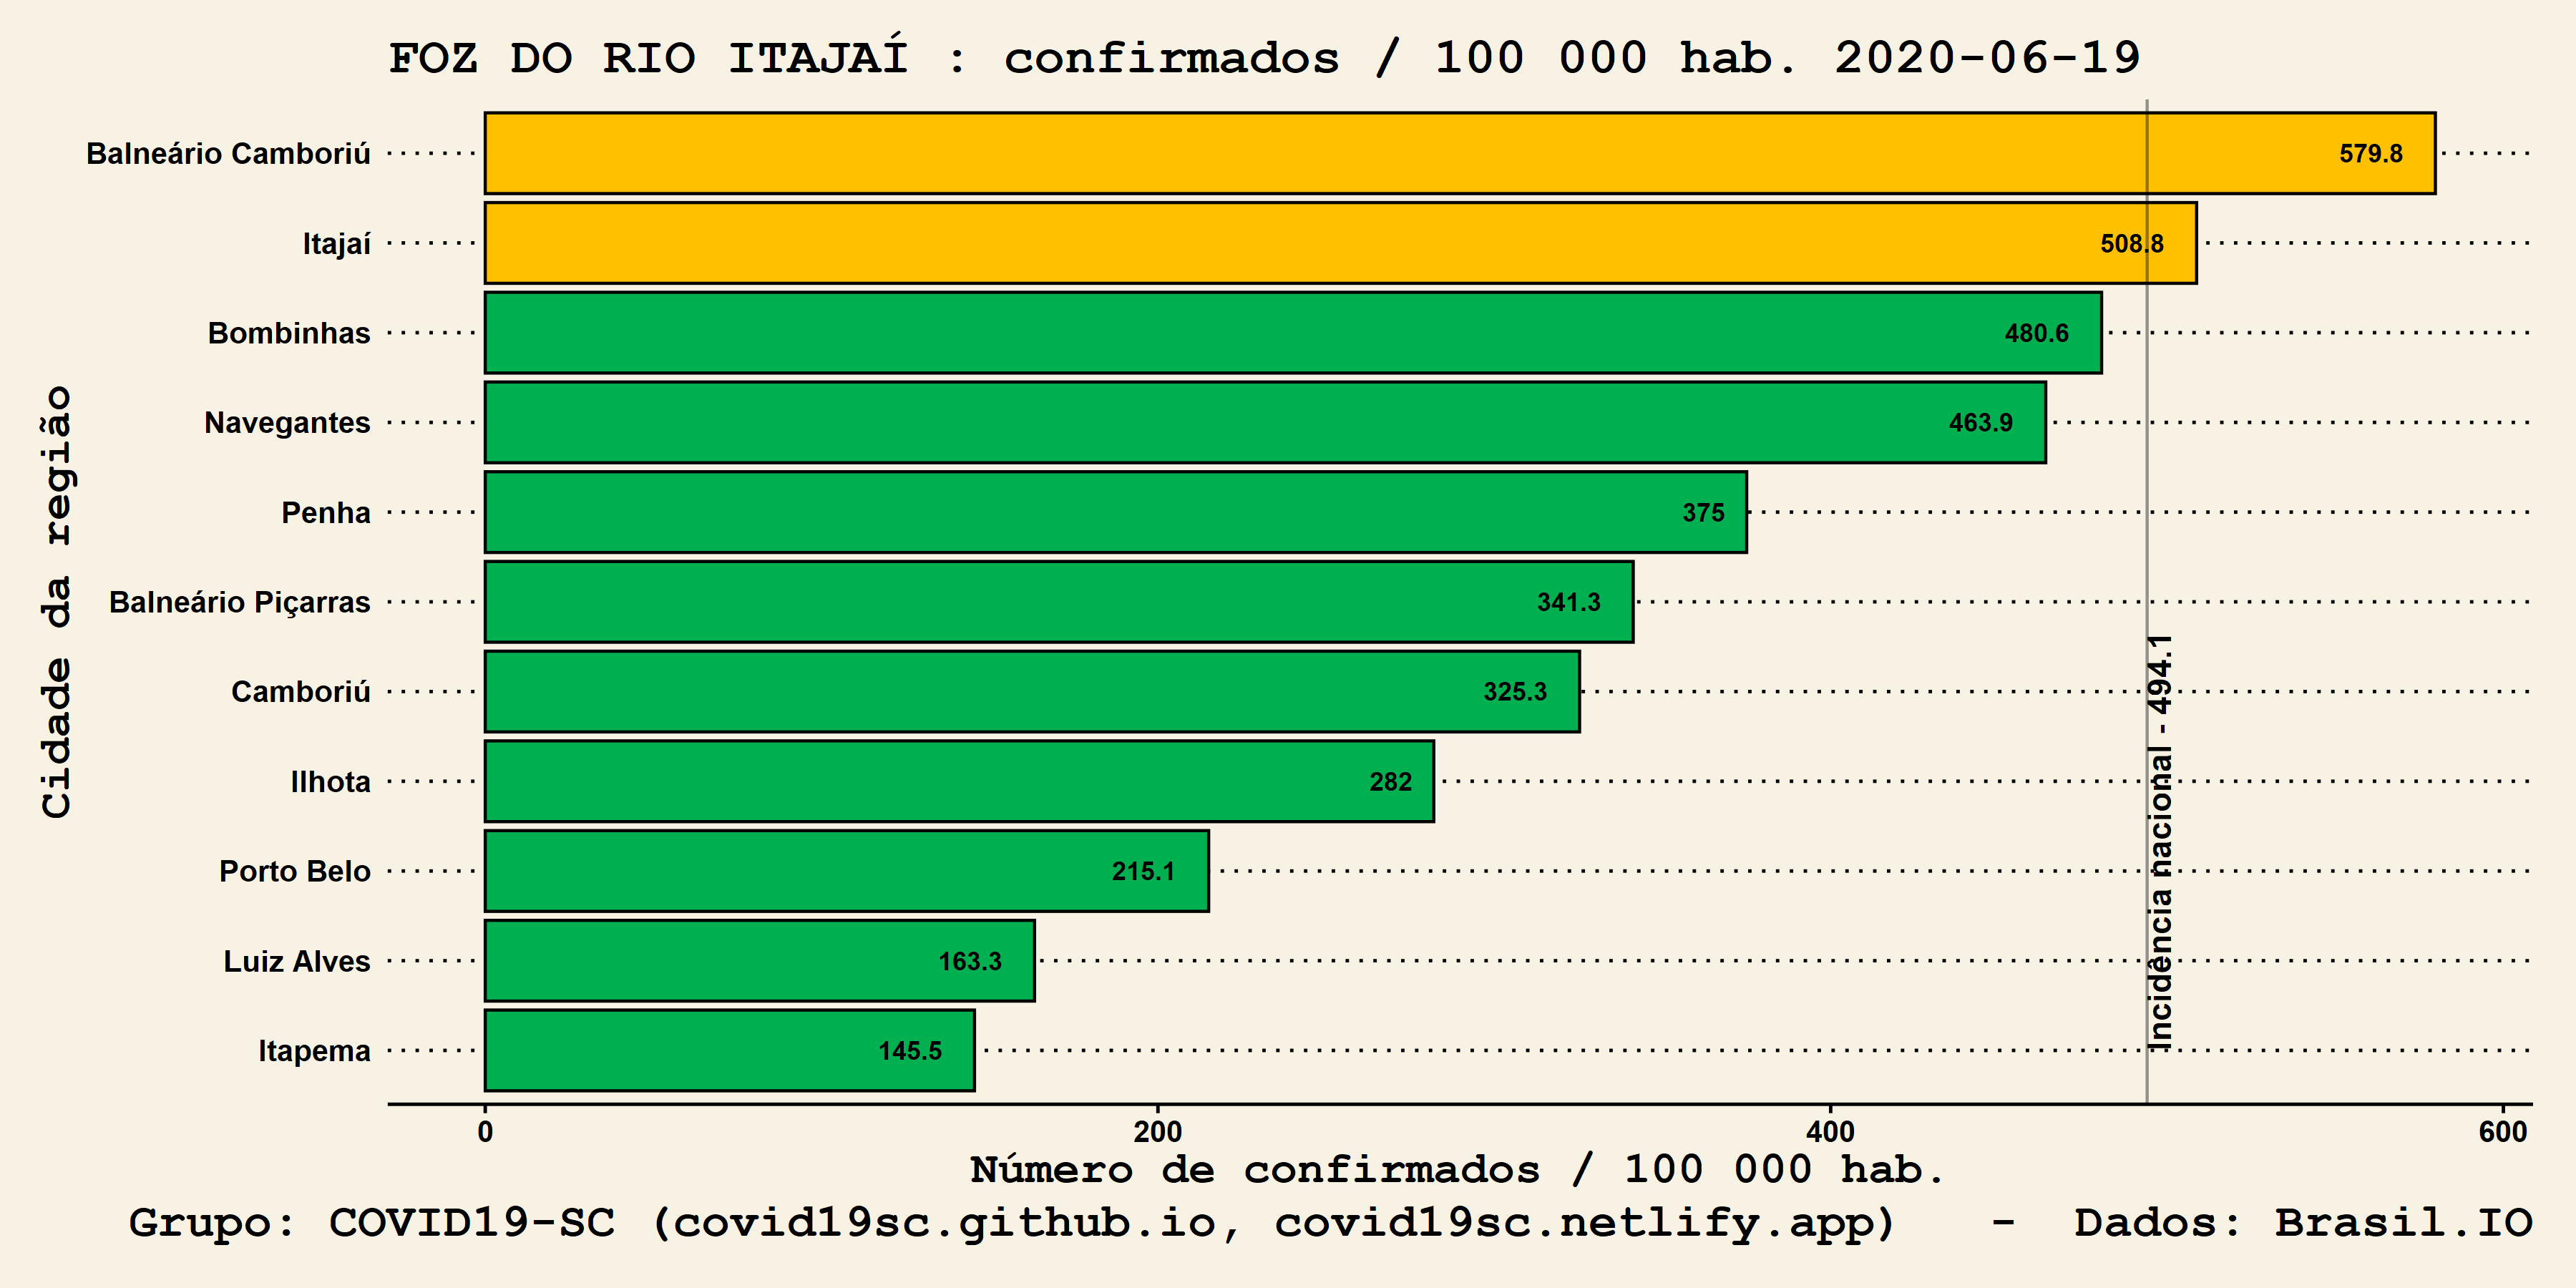 FOZ DO RIO ITAJAÍ : confirmados / 100 000 hab. 2020-06-19
Cidade da região
Balneário Camboriú 579.8
Itajaí 508.8
Bombinhas 480.6
Navegantes 463.9
Penha 375
Balneário Piçarras 341.3
Camboriú 325.3
Ilhota 282
Porto Belo 215.1
Luiz Alves 163.3
Itapema 145.5
Incidência nacional - 494.1
0 200 400 600
Número de confirmados / 100 000 hab.
Grupo: COVID19-SC (covid19sc.github.io, covid19sc.netlify.app) - Dados: Brasil.IO